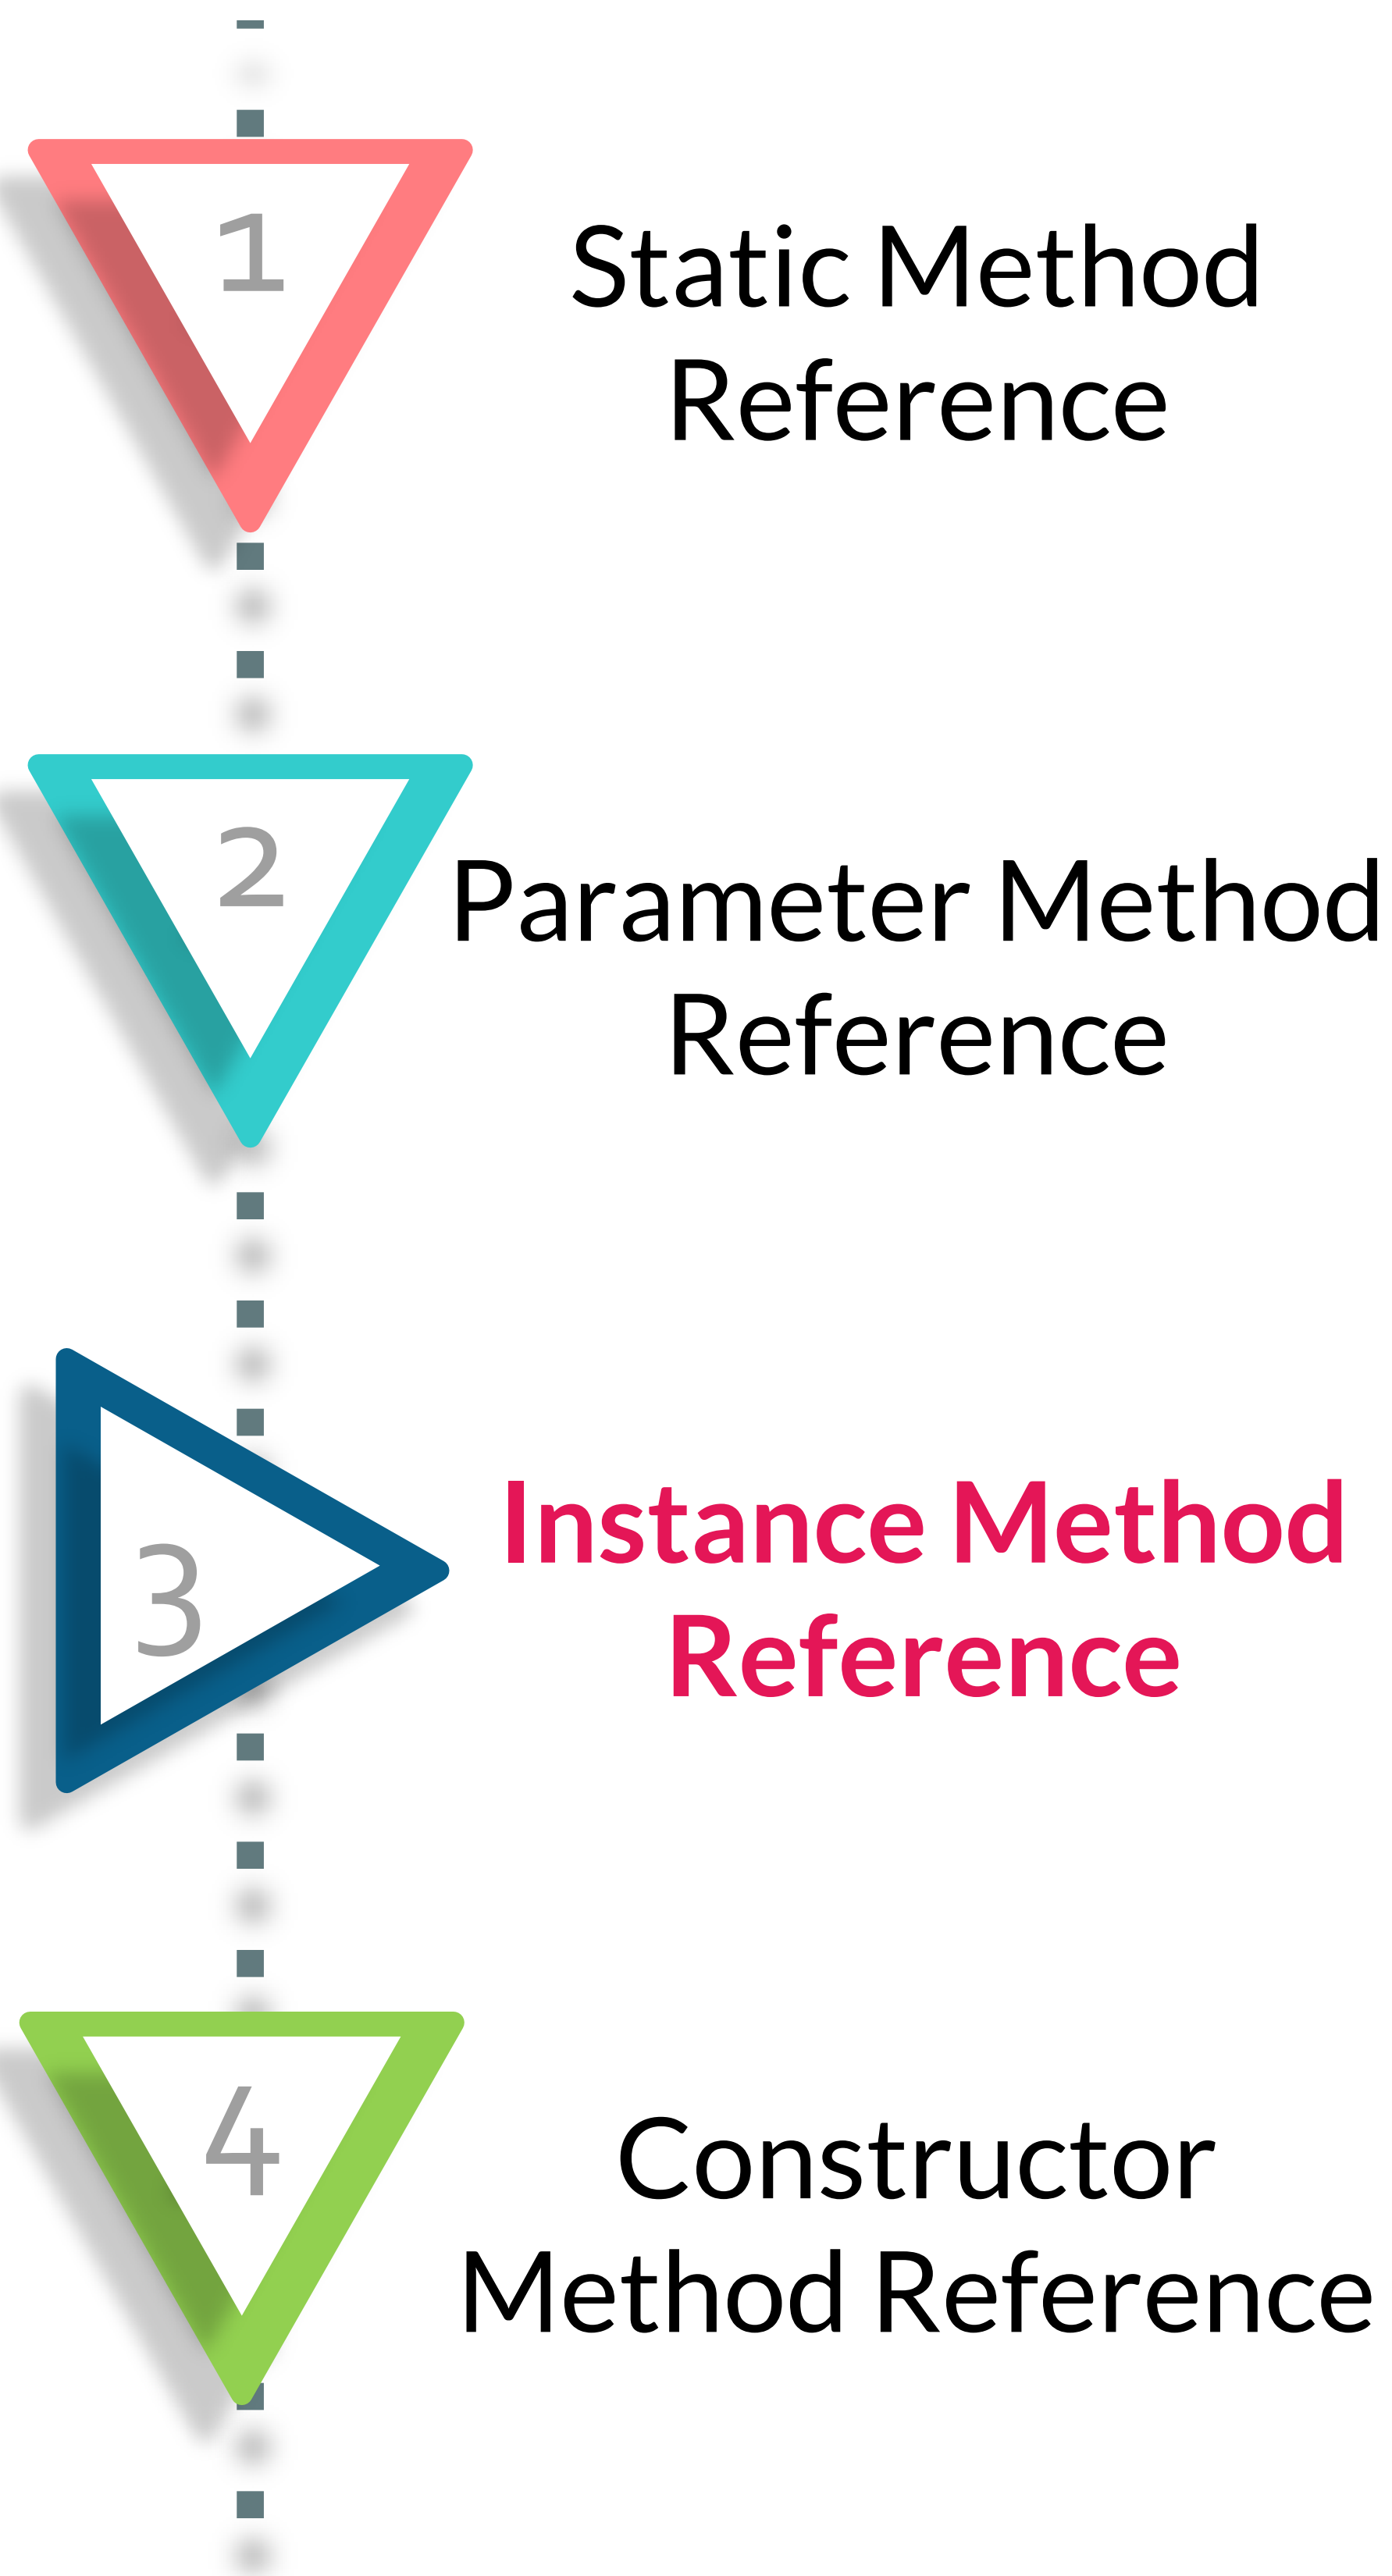 1
Static Method
Reference
2
Parameter Method
Reference
3
Instance Method
Reference
4
Constructor
Method Reference